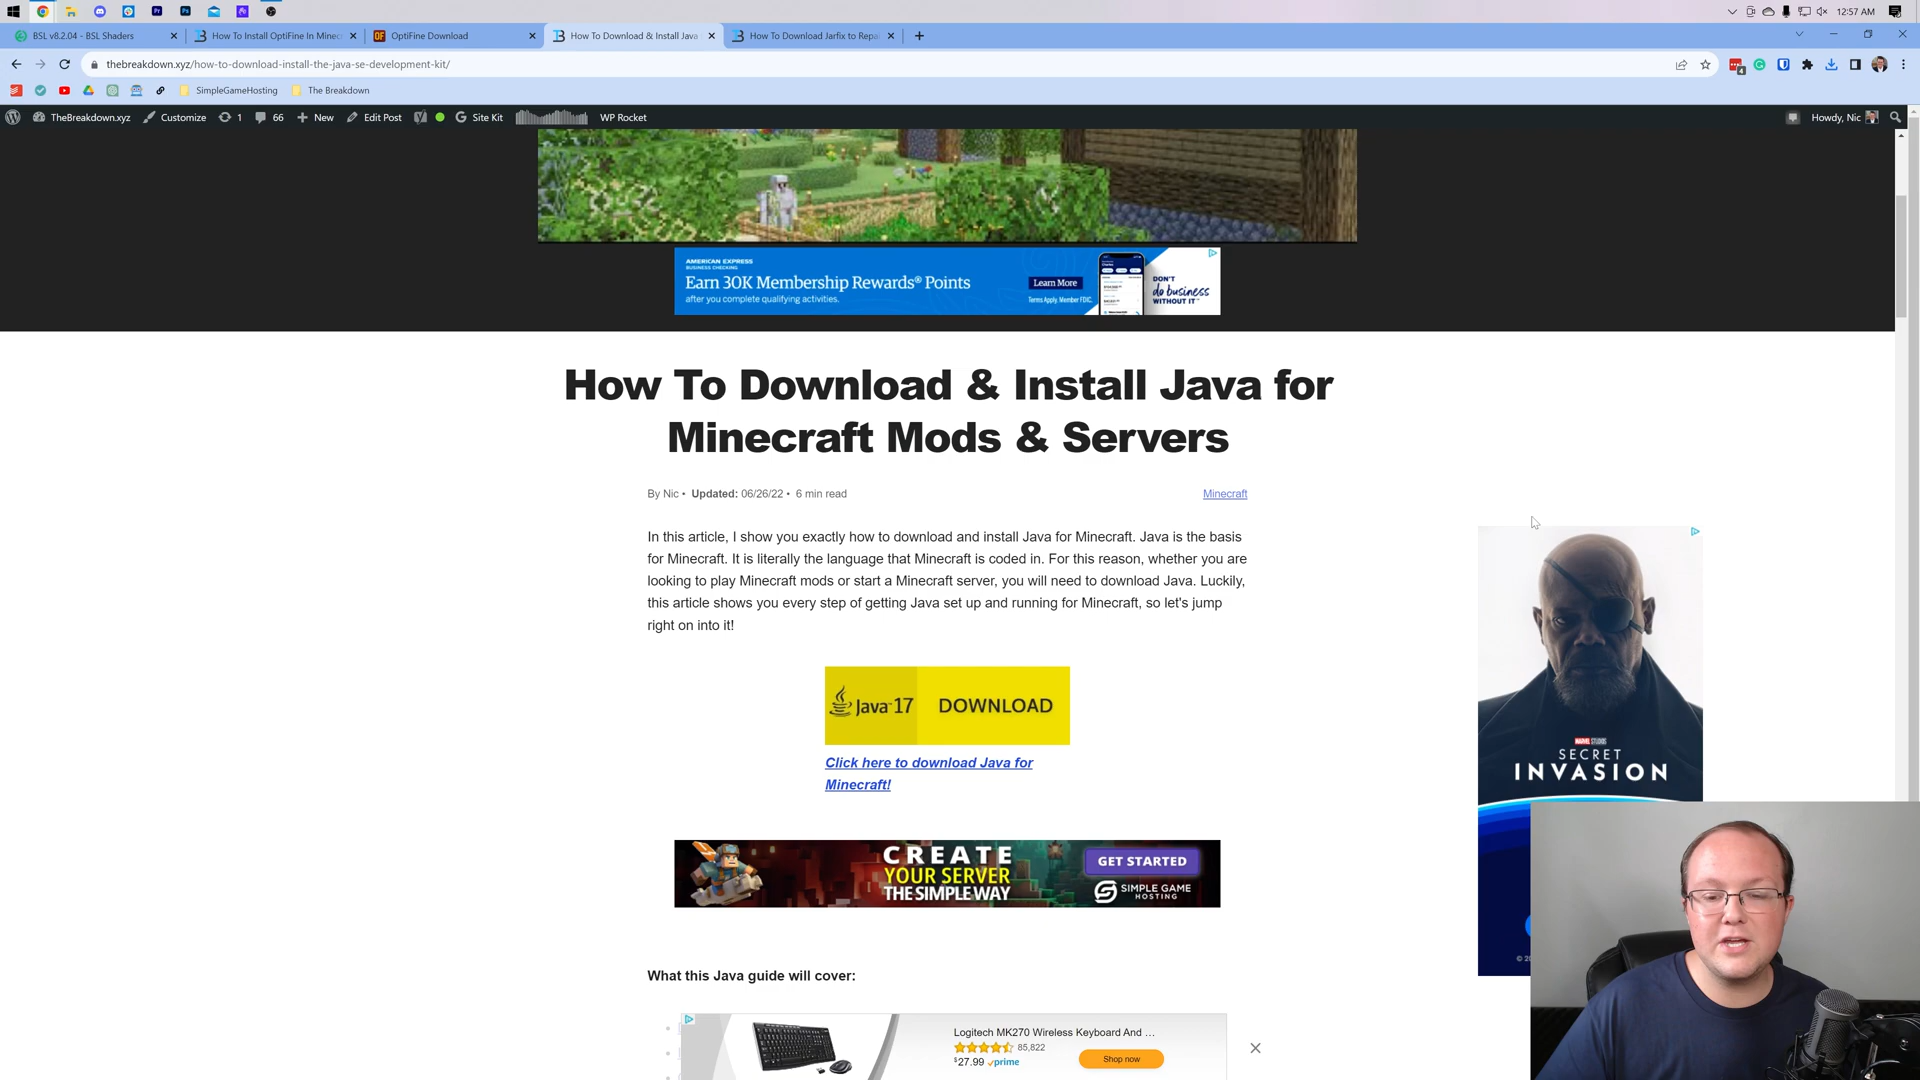 12:57 AM
BSL v8.2.04 - BSL Shaders
How To Install OptiFine In Minec
OptiFine Download
How To Download & Install Java
How To Download Jarfix to Repa
thebreakdown.xyz/how-to-download-install-the-java-se-development-kit/
4
SimpleGameHosting
The Breakdown
TheBreakdown.xyz
Customize
1
66
New
Edit Post
Site Kit
WP Rocket
Howdy, Nic
AMERICAN EXPRESS
BUSINESS CHECKING
Earn 30K Membership Rewards® Points
after you complete qualifying activities.
Learn More
Terms Apply. Member FDIC.
DON'T
do business
WITHOUT IT™
How To Download & Install Java for
Minecraft Mods & Servers
By Nic • Updated: 06/26/22 • 6 min read
Minecraft
In this article, I show you exactly how to download and install Java for Minecraft. Java is the basis
for Minecraft. It is literally the language that Minecraft is coded in. For this reason, whether you are
looking to play Minecraft mods or start a Minecraft server, you will need to download Java. Luckily,
this article shows you every step of getting Java set up and running for Minecraft, so let's jump
right on into it!
Java™ 17
DOWNLOAD
Click here to download Java for
Minecraft!
MARVEL STUDIOS
SECRET
INVASION
CREATE
YOUR SERVER
THE SIMPLE WAY
GET STARTED
SIMPLE GAME
HOSTING
What this Java guide will cover:
Logitech MK270 Wireless Keyboard And ...
85,822
$27.99 prime
Shop now